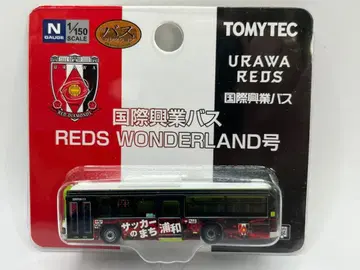 N
GAUGE
1/150
SCALE
バス
TOMYTEC
URAWA
REDS
国際興業バス
RED DIAMONDS
国際興業バス
REDS WONDERLAND号
サッカー
のまち 浦和